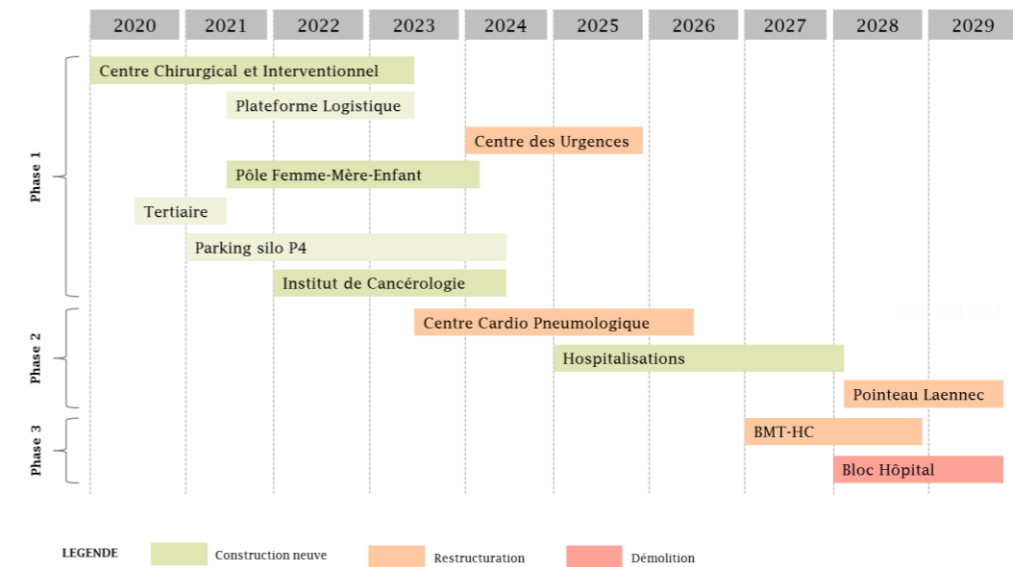 2020 2021 2022 2023 2024 2025 2026 2027 2028 2029
Phase 1
Centre Chirurgical et Interventionnel
Plateforme Logistique
Centre des Urgences
Pôle Femme-Mère-Enfant
Tertiaire
Parking silo P4
Institut de Cancérologie
Phase 2
Centre Cardio Pneumologique
Hospitalisations
Pointeau Laennec
Phase 3
BMT-HC
Bloc Hôpital
LEGENDE Construction neuve Restructuration Démolition